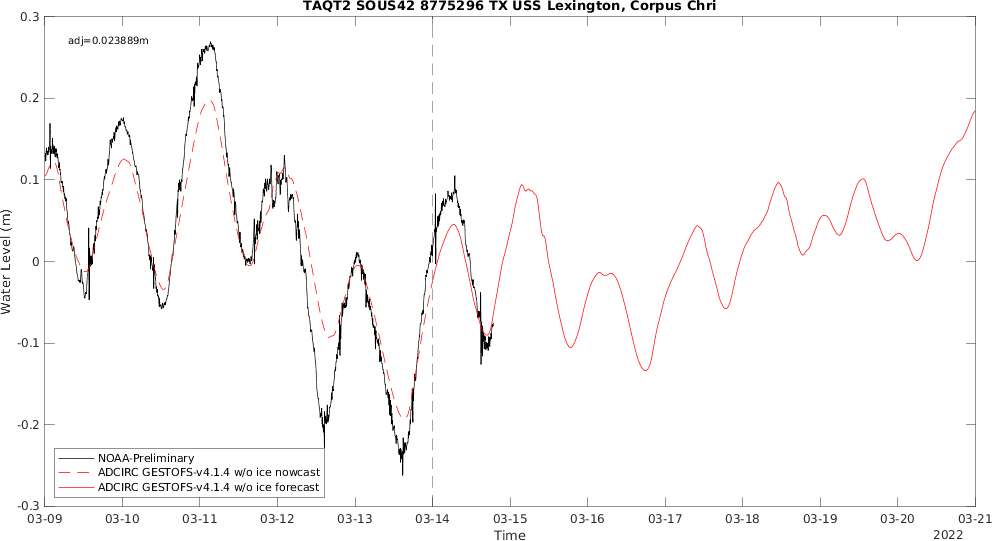 TAQT2 SOUS42 8775296 TX USS Lexington, Corpus Chri
adj=0.023889m
0.3
0.2
0.1
0
-0.1
-0.2
-0.3
Water Level (m)
NOAA-Preliminary
ADCIRC GESTOFS-v4.1.4 w/o ice nowcast
ADCIRC GESTOFS-v4.1.4 w/o ice forecast
03-09 03-10 03-11 03-12 03-13 03-14 03-15 03-16 03-17 03-18 03-19 03-20 03-21
Time
2022